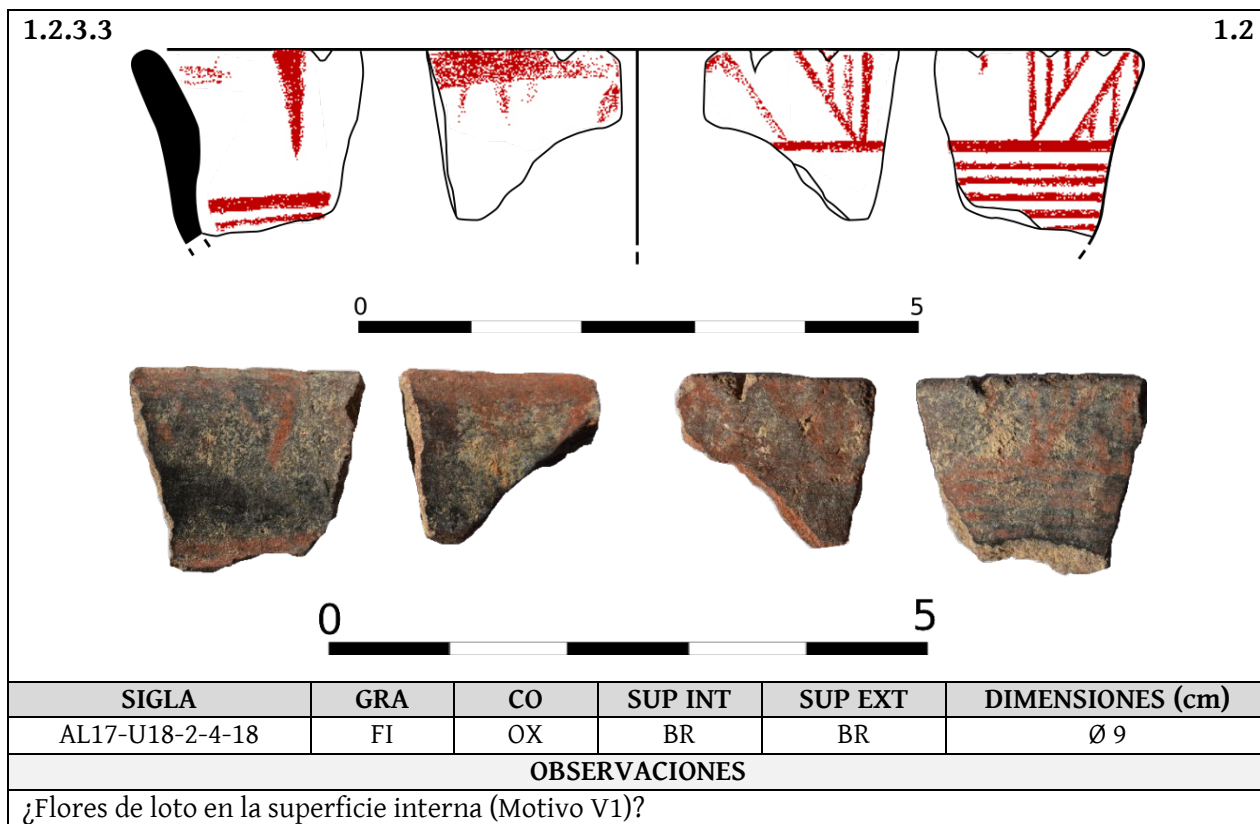 1.2.3.3 1.2
0 5
0 5
SIGLA GRA CO SUP INT SUP EXT DIMENSIONES (cm)
AL17-U18-2-4-18 FI OX BR BR Ø 9
OBSERVACIONES
¿Flores de loto en la superficie interna (Motivo V1)?